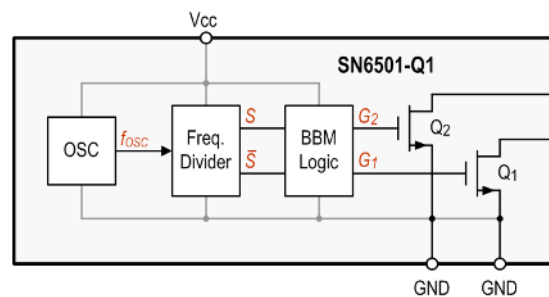 Vcc
SN6501-Q1
OSC
fOSC
Freq.
Divider
S
S̅
BBM
Logic
G2
G1
Q2
Q1
GND
GND